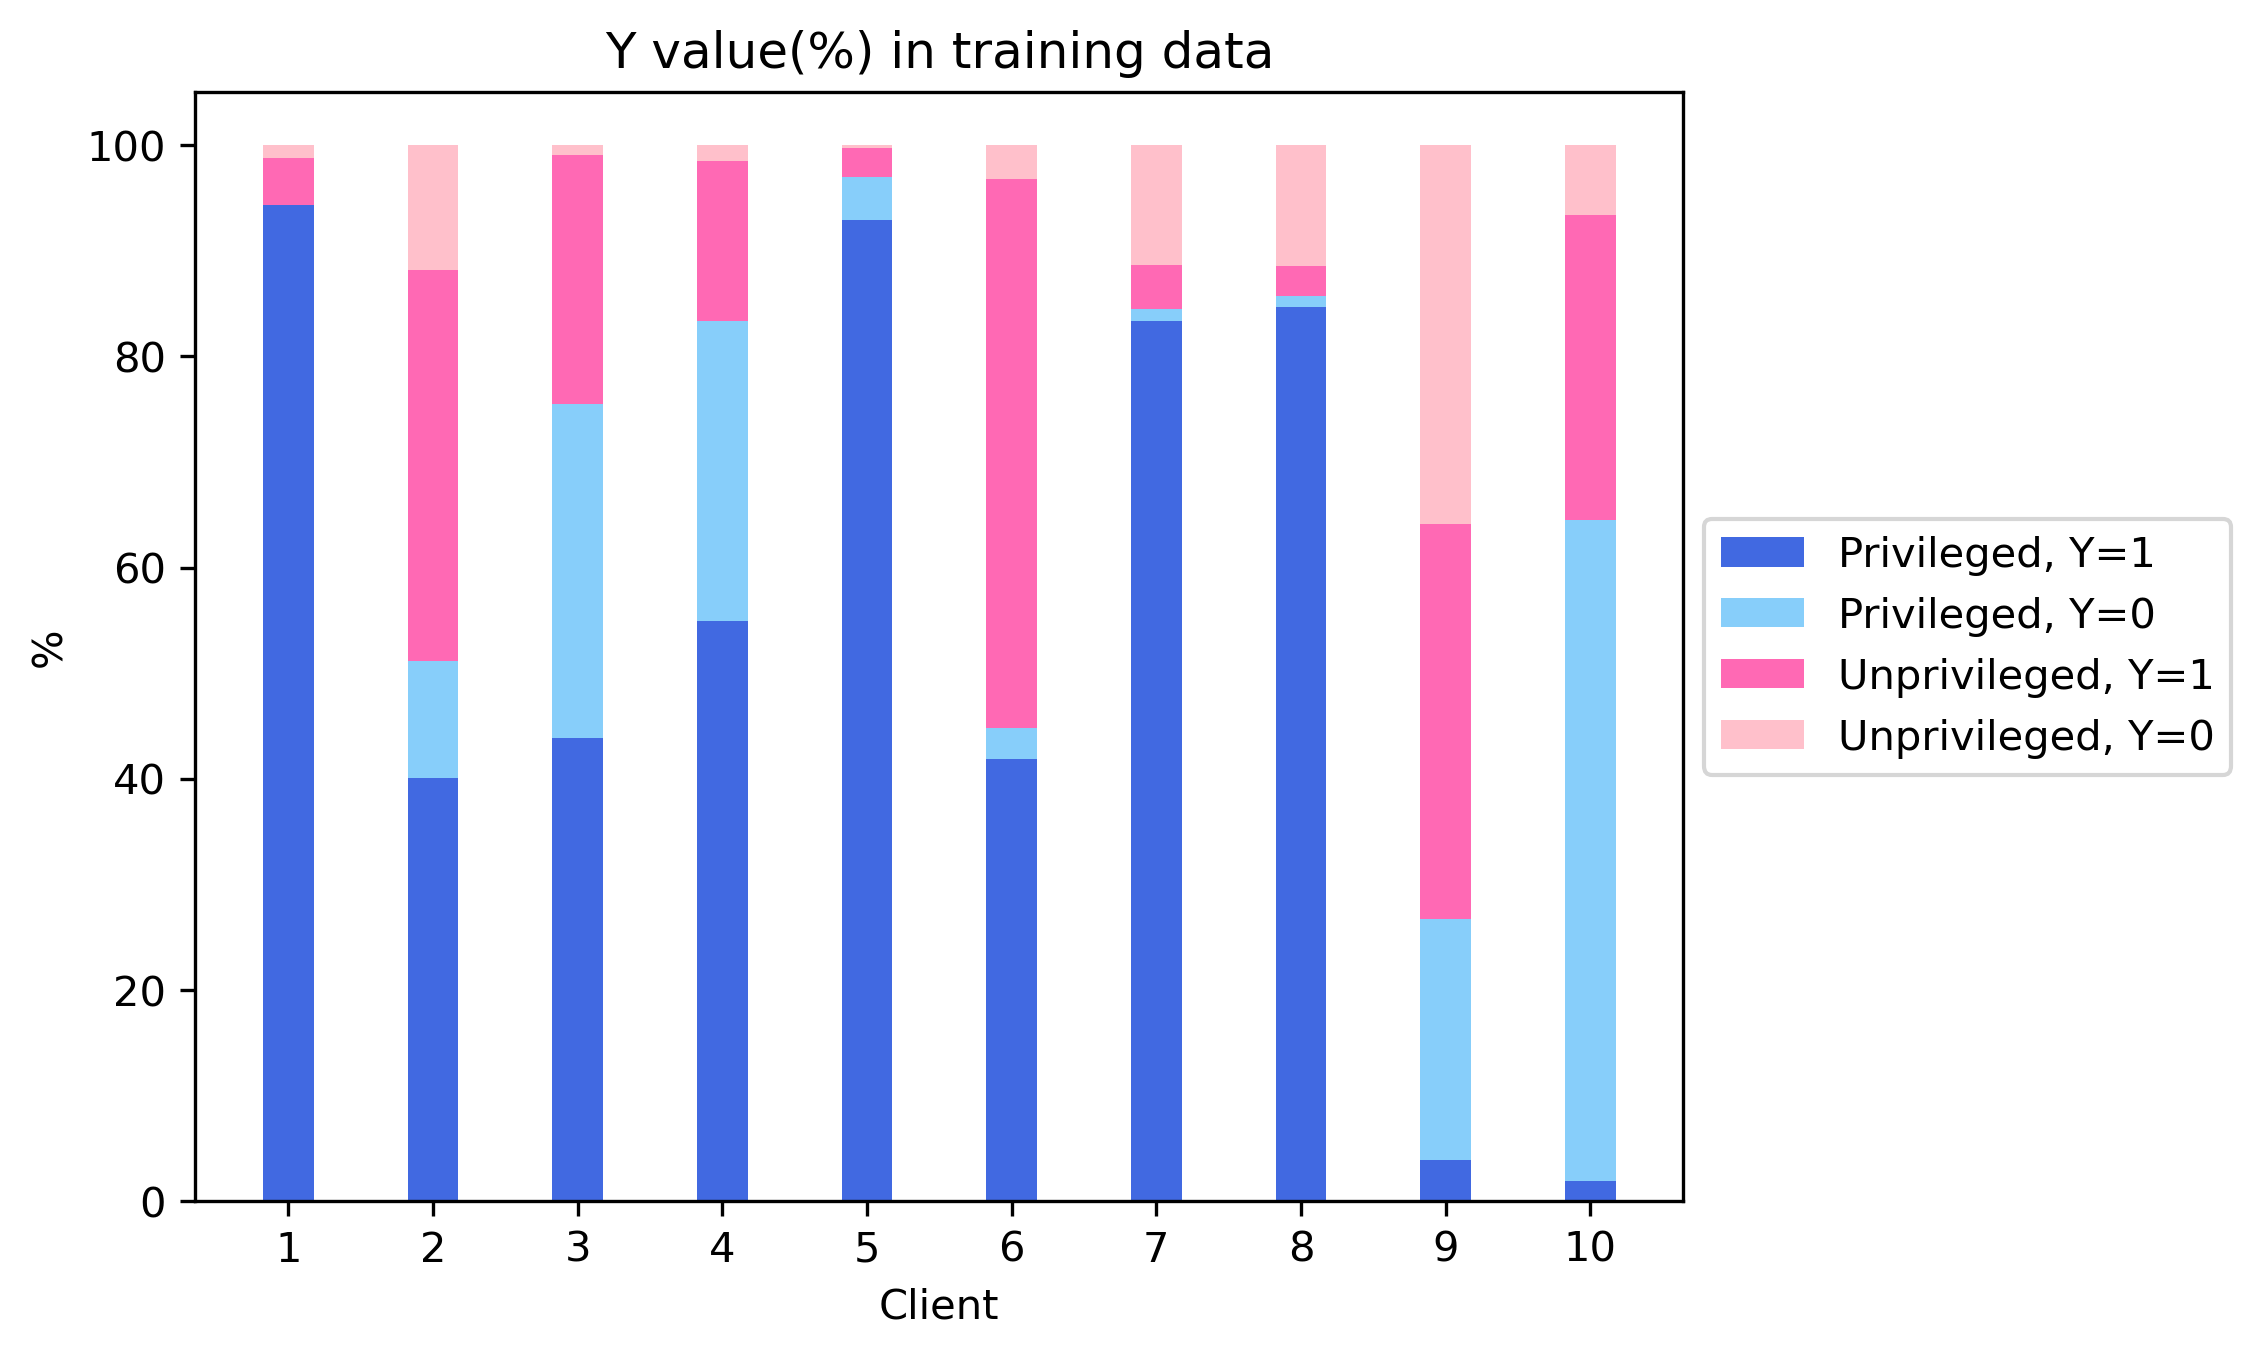 Y value(%) in training data
100
80
60
40
20
0
%
1 2 3 4 5 6 7 8 9 10
Client
Privileged, Y=1
Privileged, Y=0
Unprivileged, Y=1
Unprivileged, Y=0